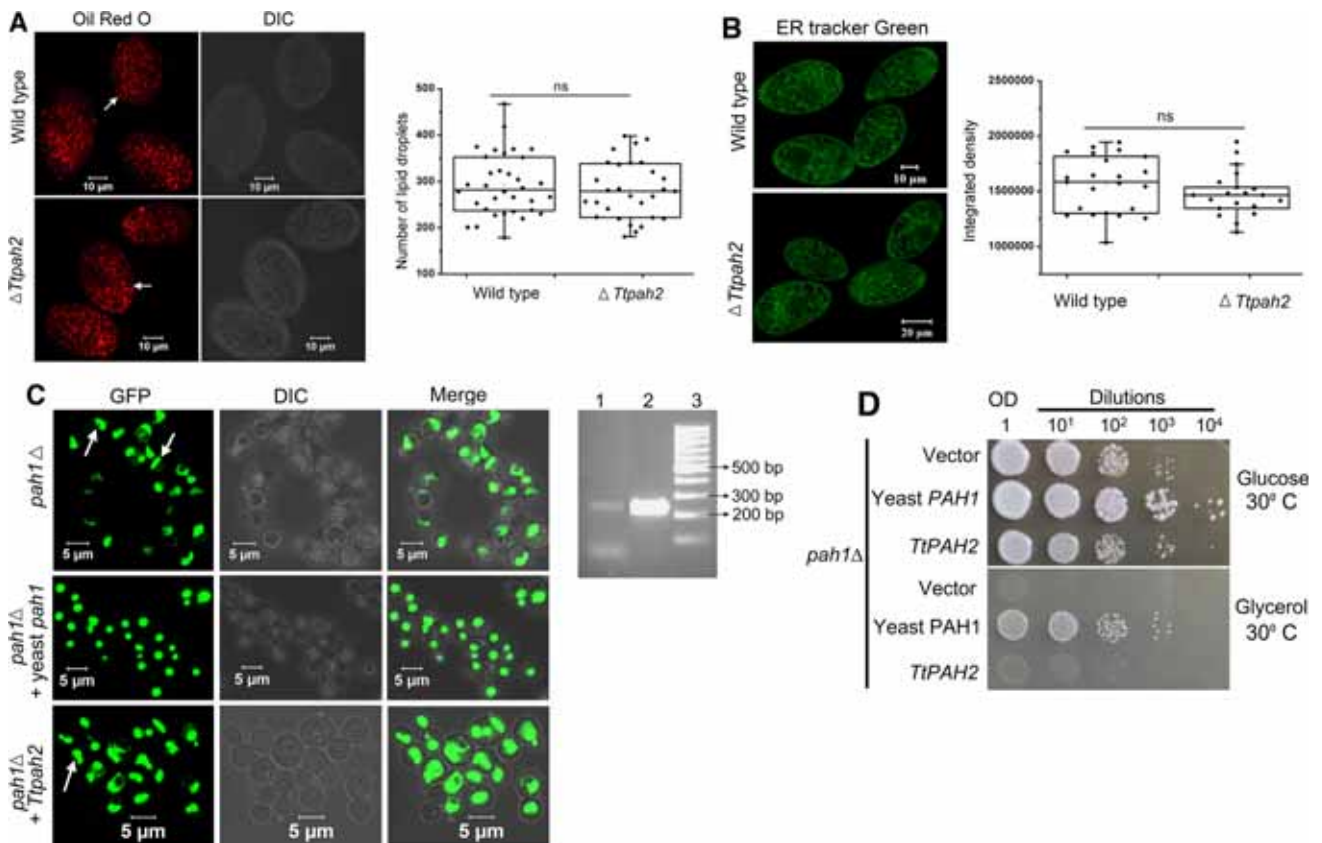 A
Oil Red O
DIC
Wild type
10 µm
10 µm
ΔTtpah2
10 µm
10 µm
Number of lipid droplets
500
400
300
200
100
ns
Wild type
Δ Ttpah2
B
ER tracker Green
Wild type
10 µm
ΔTtpah2
20 µm
Integrated density
2500000
2000000
1500000
1000000
ns
Wild type
Δ Ttpah2
C
GFP
DIC
Merge
pah1Δ
5 µm
5 µm
5 µm
pah1Δ
+ yeast pah1
5 µm
5 µm
5 µm
pah1Δ
+ Ttpah2
5 µm
5 µm
5 µm
1 2 3
500 bp
300 bp
200 bp
D
OD
Dilutions
1 10¹ 10² 10³ 10⁴
pah1Δ
Vector
Yeast PAH1
TtPAH2
Glucose
30º C
Vector
Yeast PAH1
TtPAH2
Glycerol
30º C